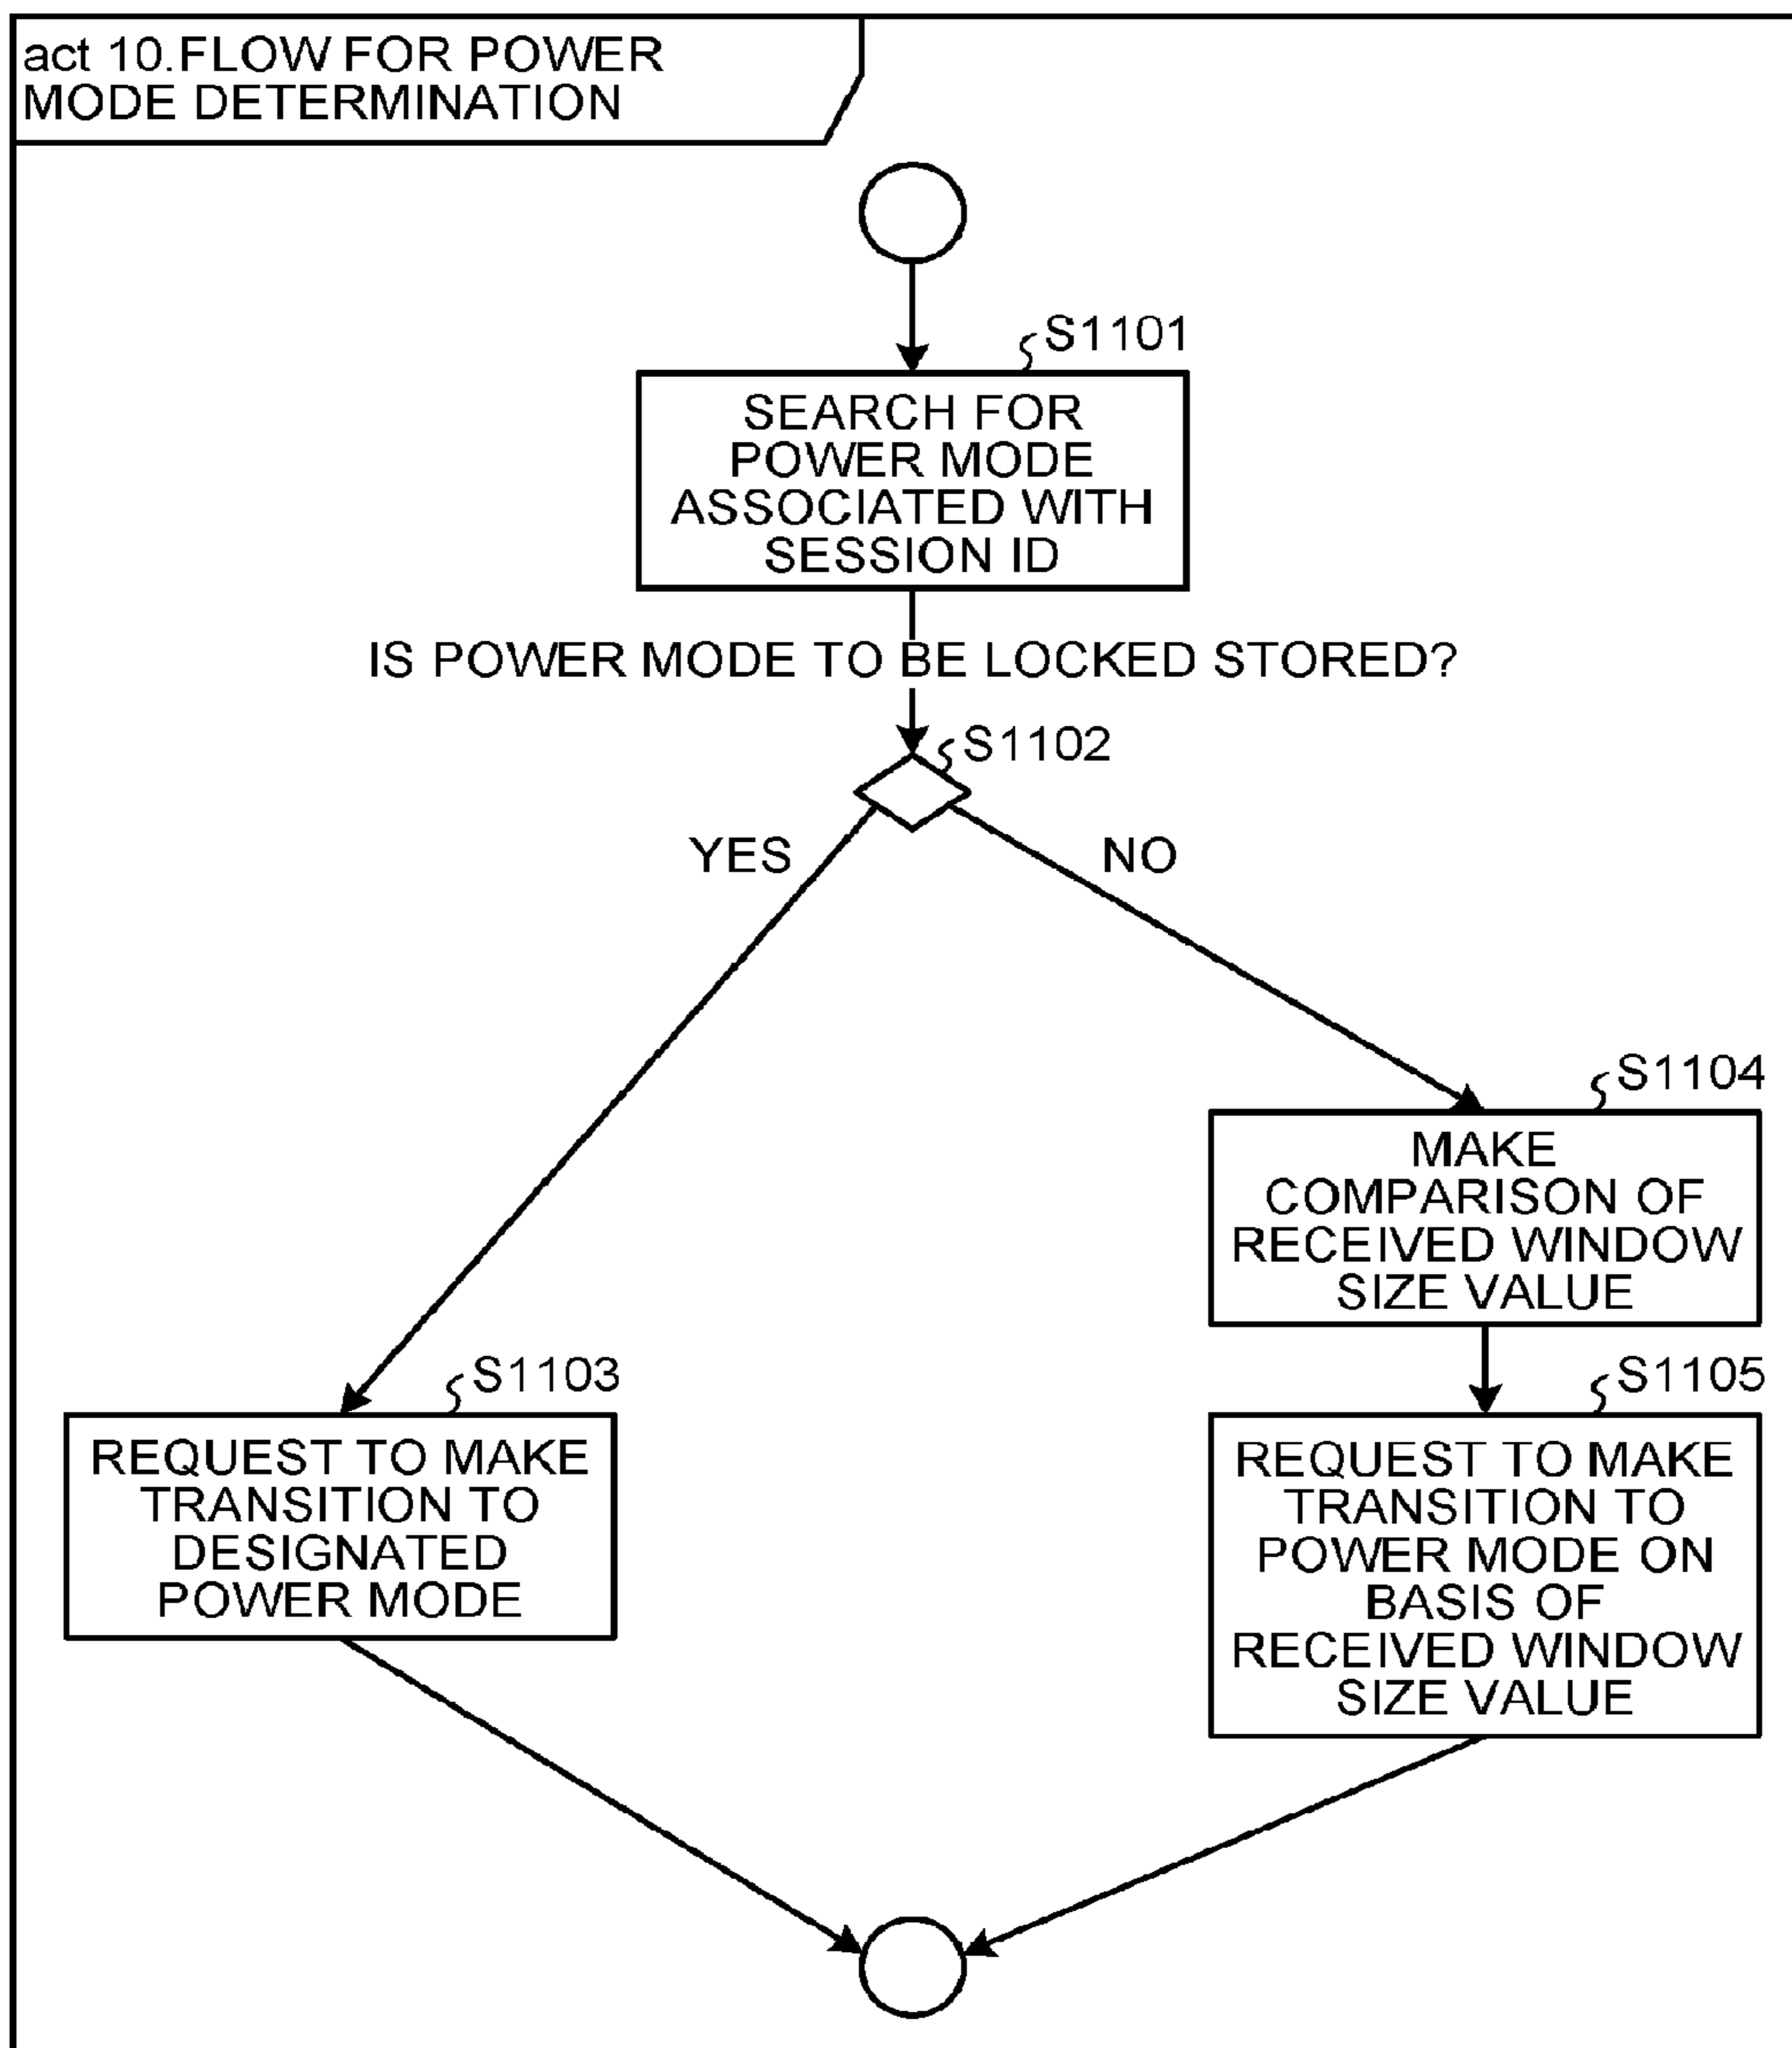 act 10.FLOW FOR POWER
MODE DETERMINATION
S1101
SEARCH FOR
POWER MODE
ASSOCIATED WITH
SESSION ID
IS POWER MODE TO BE LOCKED STORED?
S1102
YES
NO
S1104
MAKE
COMPARISON OF
RECEIVED WINDOW
SIZE VALUE
S1103
REQUEST TO MAKE
TRANSITION TO
DESIGNATED
POWER MODE
S1105
REQUEST TO MAKE
TRANSITION TO
POWER MODE ON
BASIS OF
RECEIVED WINDOW
SIZE VALUE